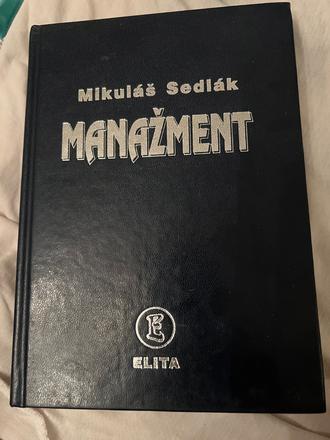 Mikuláš Sedlák
MANAŽMENT
E
ELITA